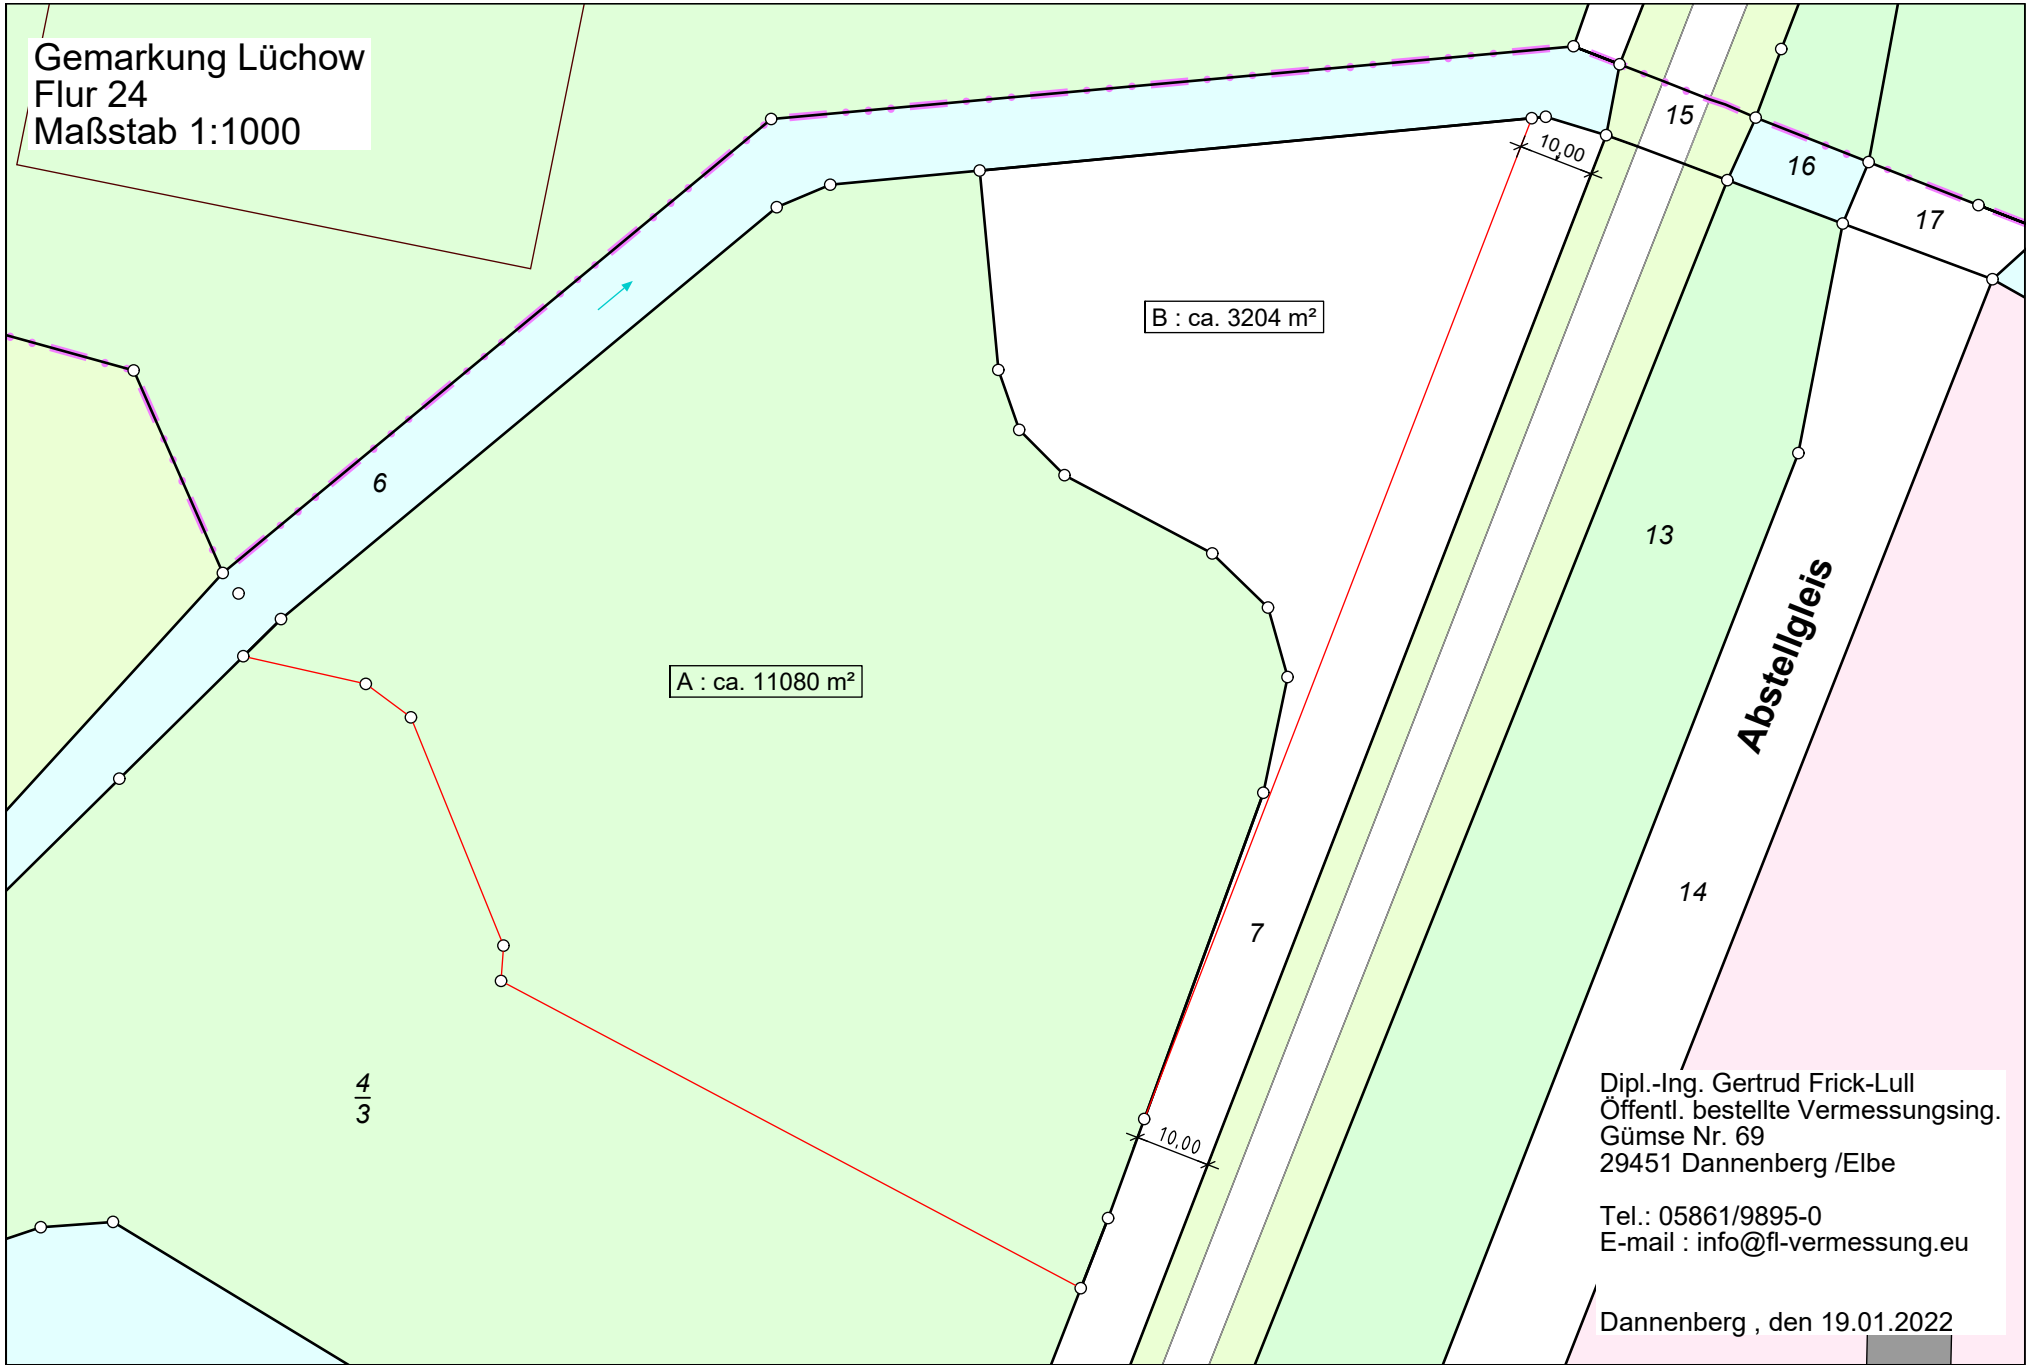 Gemarkung Lüchow
Flur 24
Maßstab 1:1000
10,00
15
16
17
B : ca. 3204 m²
6
13
Abstellgleis
A : ca. 11080 m²
14
7
4
3
10,00
Dipl.-Ing. Gertrud Frick-Lull
Öffentl. bestellte Vermessungsing.
Gümse Nr. 69
29451 Dannenberg /Elbe
Tel.: 05861/9895-0
E-mail : info@fl-vermessung.eu
Dannenberg , den 19.01.2022